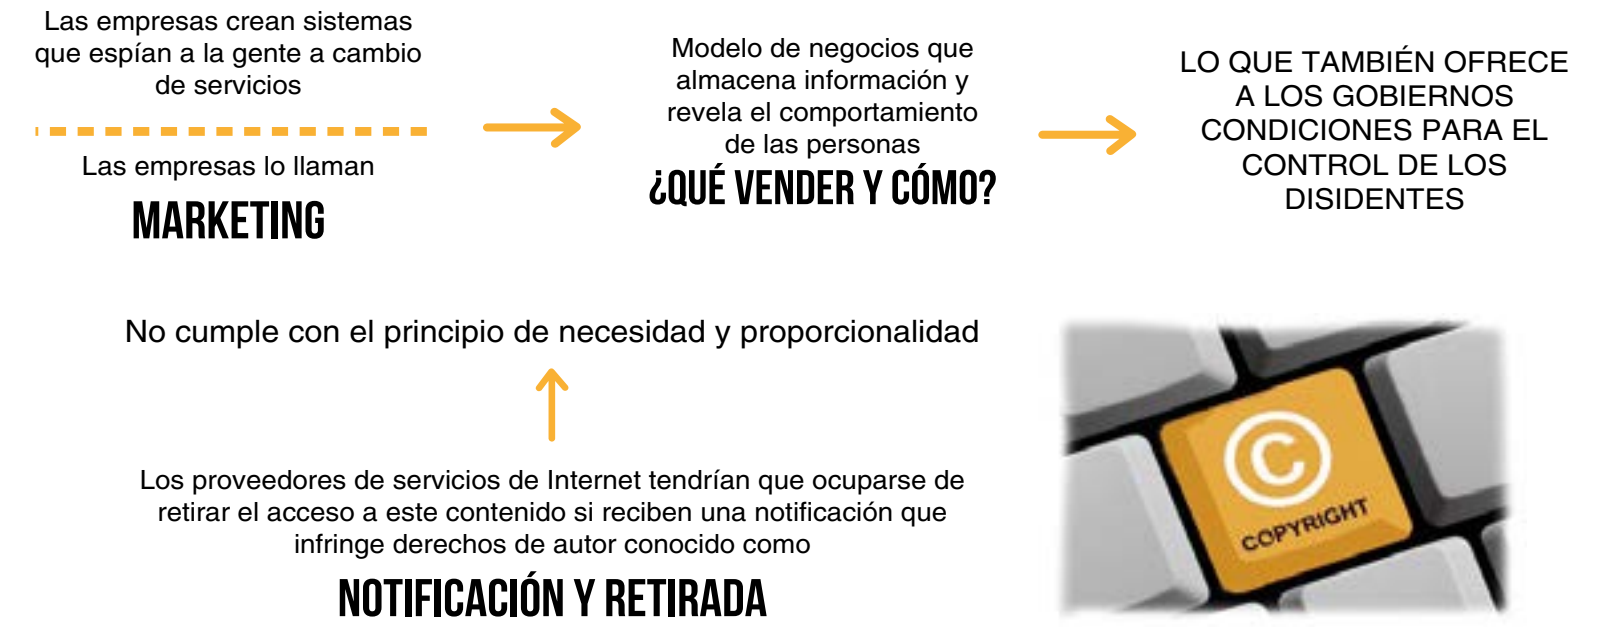 Las empresas crean sistemas
que espían a la gente a cambio
de servicios
Las empresas lo llaman
MARKETING
Modelo de negocios que
almacena información y
revela el comportamiento
de las personas
¿QUÉ VENDER Y CÓMO?
LO QUE TAMBIÉN OFRECE
A LOS GOBIERNOS
CONDICIONES PARA EL
CONTROL DE LOS
DISIDENTES
No cumple con el principio de necesidad y proporcionalidad
Los proveedores de servicios de Internet tendrían que ocuparse de
retirar el acceso a este contenido si reciben una notificación que
infringe derechos de autor conocido como
NOTIFICACIÓN Y RETIRADA
©
COPYRIGHT